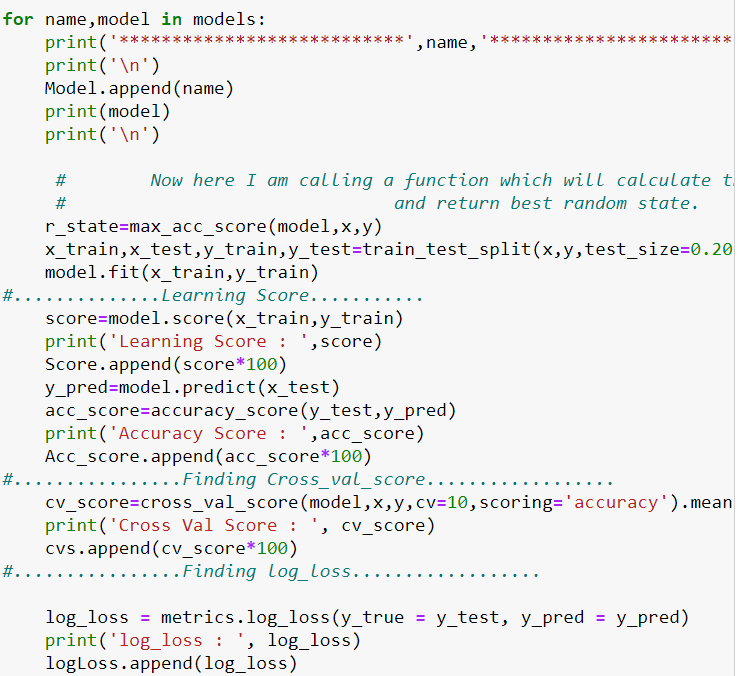 for name,model in models:
    print('***************************',name,'***********************
    print('\n')
    Model.append(name)
    print(model)
    print('\n')
     #        Now here I am calling a function which will calculate t
     #                               and return best random state.
    r_state=max_acc_score(model,x,y)
    x_train,x_test,y_train,y_test=train_test_split(x,y,test_size=0.20
    model.fit(x_train,y_train)
#..............Learning Score...........
    score=model.score(x_train,y_train)
    print('Learning Score : ',score)
    Score.append(score*100)
    y_pred=model.predict(x_test)
    acc_score=accuracy_score(y_test,y_pred)
    print('Accuracy Score : ',acc_score)
    Acc_score.append(acc_score*100)
#................Finding Cross_val_score..................
    cv_score=cross_val_score(model,x,y,cv=10,scoring='accuracy').mean
    print('Cross Val Score : ', cv_score)
    cvs.append(cv_score*100)
#................Finding log_loss..................
    log_loss = metrics.log_loss(y_true = y_test, y_pred = y_pred)
    print('log_loss : ', log_loss)
    logLoss.append(log_loss)